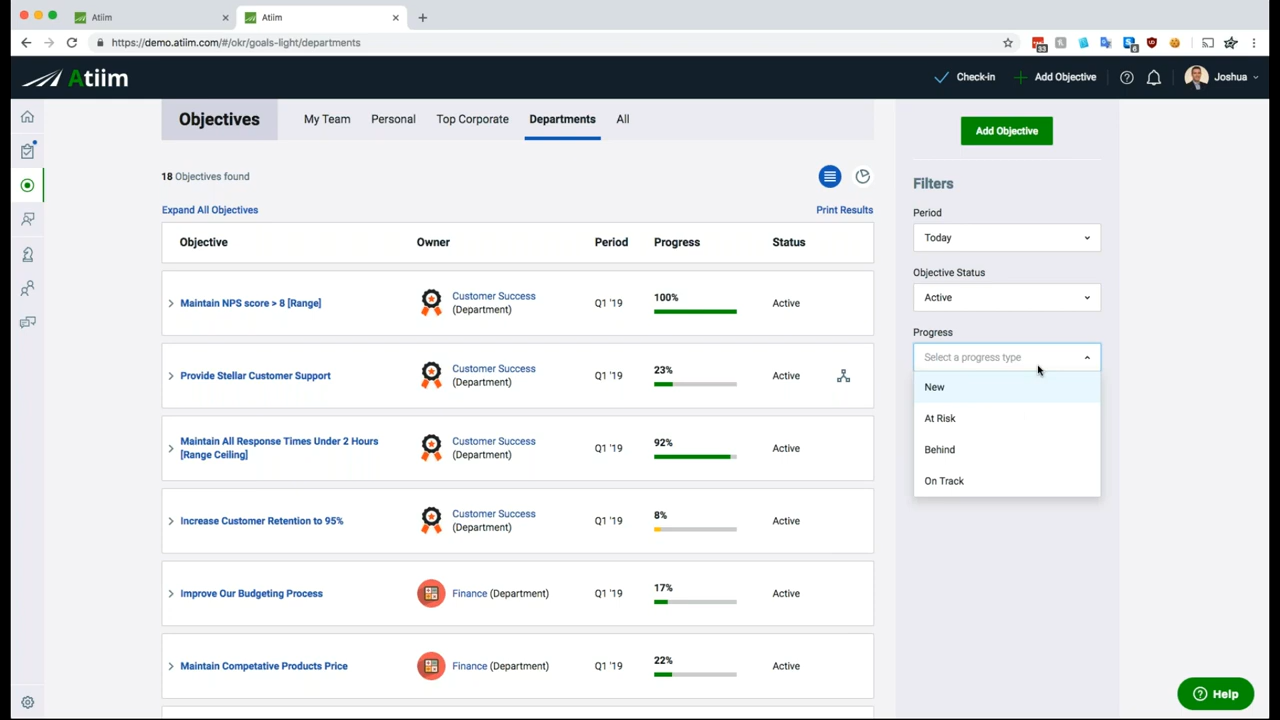 Atiim
Atiim
https://demo.atiim.com/#/okr/goals-light/departments
33
6
Atiim
Check-in
Add Objective
Joshua
Objectives
My Team
Personal
Top Corporate
Departments
All
Add Objective
18 Objectives found
Filters
Expand All Objectives
Print Results
Period
Today
Objective
Owner
Period
Progress
Status
Objective Status
Active
Maintain NPS score > 8 [Range]
Customer Success
(Department)
Q1 '19
100%
Active
Progress
Select a progress type
New
At Risk
Behind
On Track
Provide Stellar Customer Support
Customer Success
(Department)
Q1 '19
23%
Active
Maintain All Response Times Under 2 Hours
[Range Ceiling]
Customer Success
(Department)
Q1 '19
92%
Active
Increase Customer Retention to 95%
Customer Success
(Department)
Q1 '19
8%
Active
Improve Our Budgeting Process
Finance (Department)
Q1 '19
17%
Active
Maintain Competative Products Price
Finance (Department)
Q1 '19
22%
Active
Help